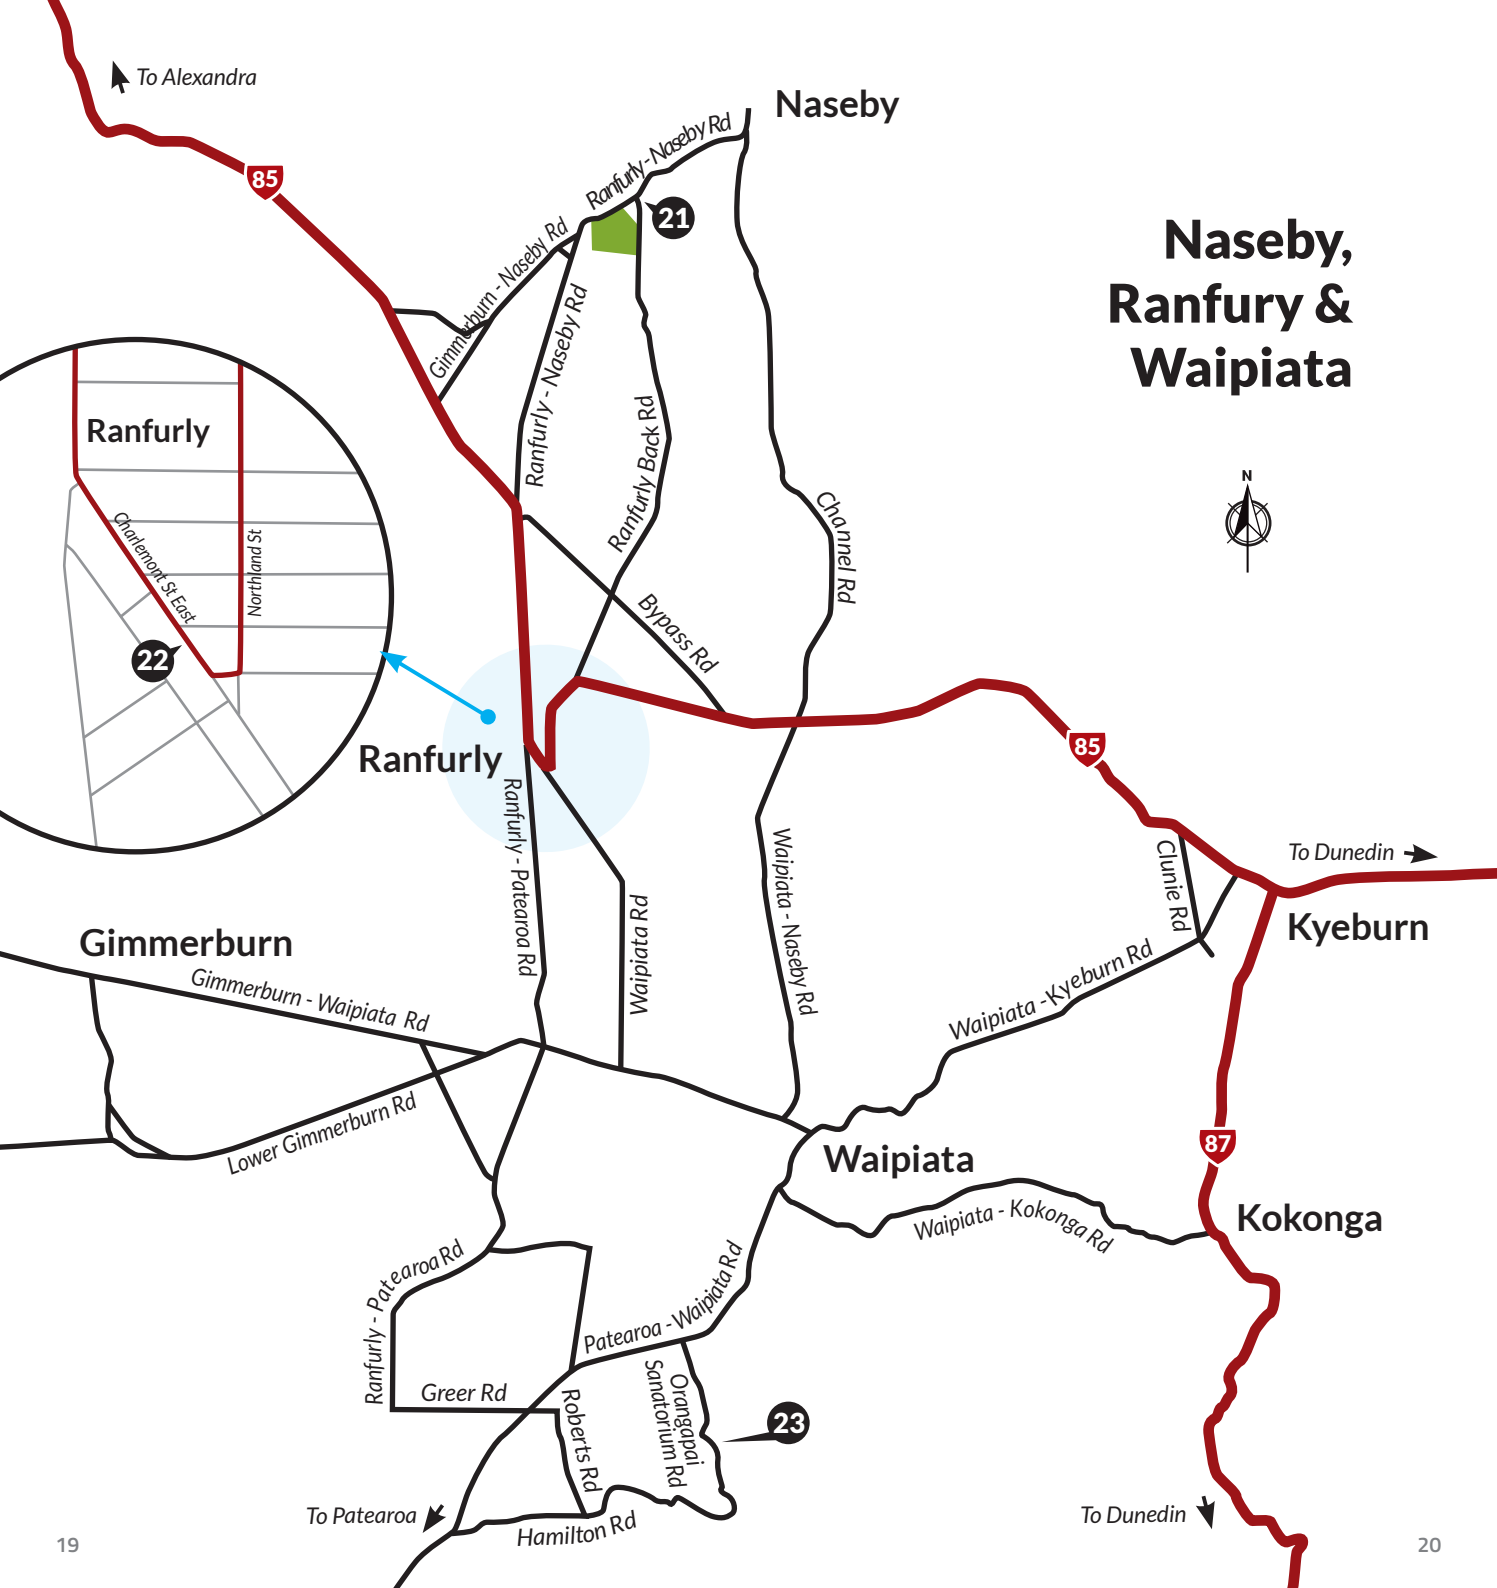 To Alexandra
Naseby
85
Ranfurly - Naseby Rd
21
Gimmerburn - Naseby Rd
Naseby,
Ranfury &
Waipiata
Ranfurly - Naseby Rd
Ranfurly Back Rd
N
Ranfurly
Charlemont St East
Northland St
22
Channel Rd
Bypass Rd
Ranfurly
85
To Dunedin
Clunie Rd
Kyeburn
Ranfurly - Patearoa Rd
Waipiata Rd
Waipiata - Naseby Rd
Gimmerburn
Gimmerburn - Waipiata Rd
Waipiata - Kyeburn Rd
Lower Gimmerburn Rd
Waipiata
87
Kokonga
Waipiata - Kokonga Rd
Ranfurly - Patearoa Rd
Patearoa - Waipiata Rd
Greer Rd
Roberts Rd
Orangapai
Sanatorium Rd
23
To Patearoa
Hamilton Rd
To Dunedin
19
20